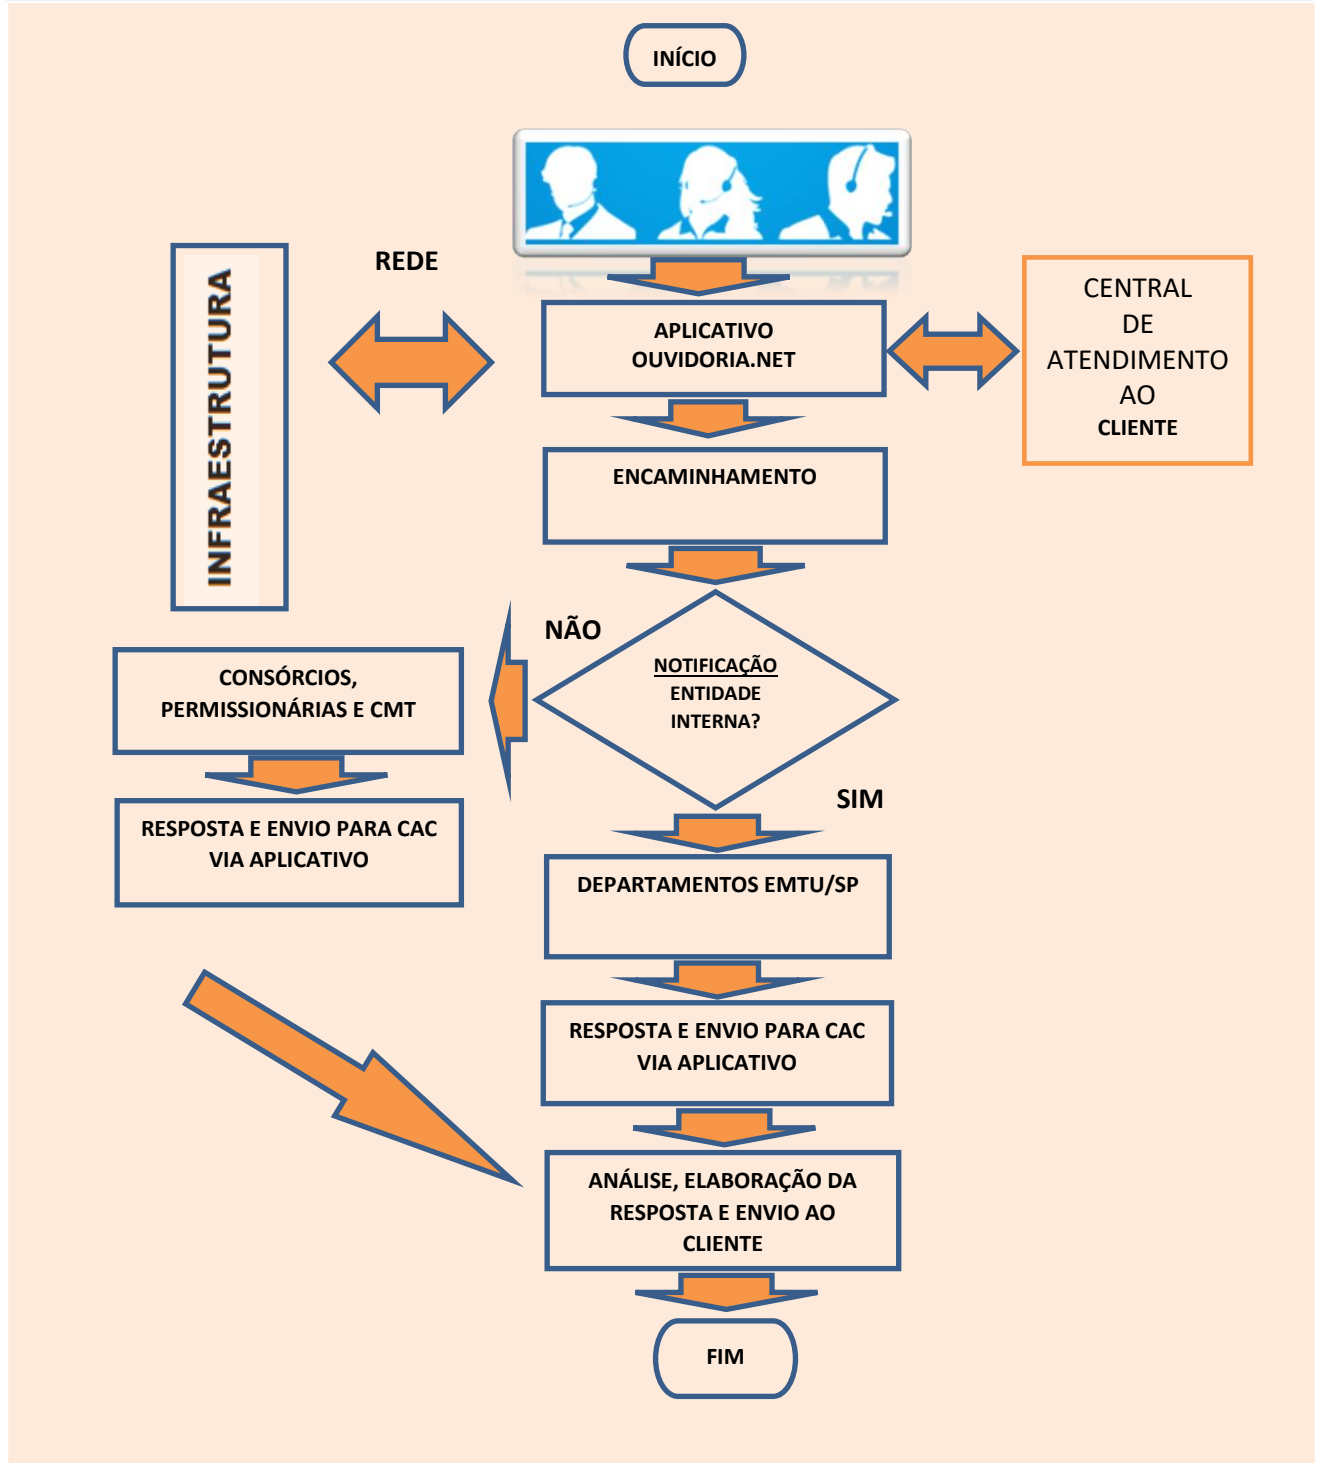 INÍCIO
REDE
INFRAESTRUTURA
APLICATIVO
OUVIDORIA.NET
CENTRAL
DE
ATENDIMENTO
AO
CLIENTE
ENCAMINHAMENTO
NÃO
NOTIFICAÇÃO
ENTIDADE
INTERNA?
CONSÓRCIOS,
PERMISSIONÁRIAS E CMT
SIM
RESPOSTA E ENVIO PARA CAC
VIA APLICATIVO
DEPARTAMENTOS EMTU/SP
RESPOSTA E ENVIO PARA CAC
VIA APLICATIVO
ANÁLISE, ELABORAÇÃO DA
RESPOSTA E ENVIO AO
CLIENTE
FIM